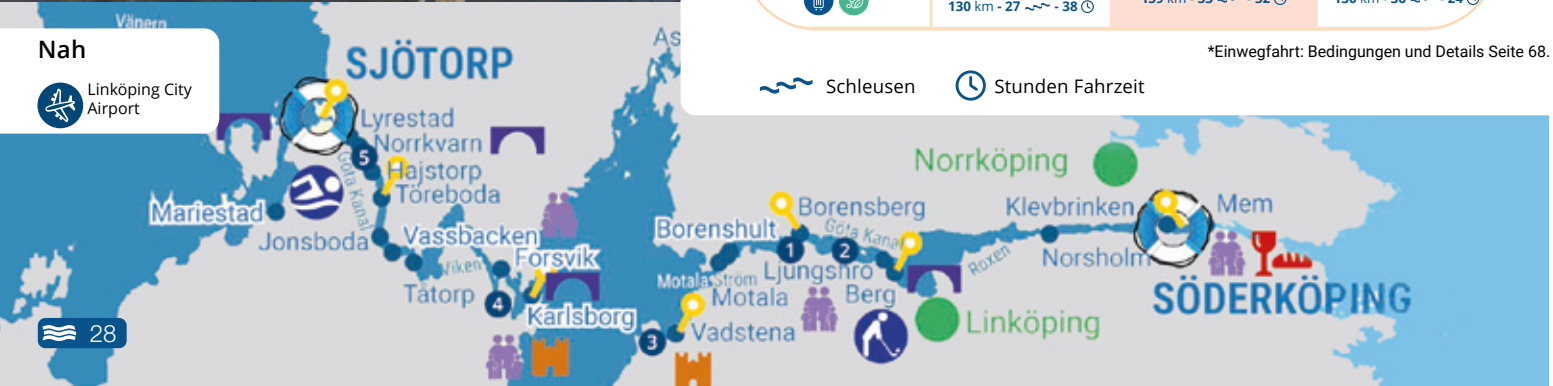 130 km - 27 - 38
*Einwegfahrt: Bedingungen und Details Seite 68.
Schleusen
Stunden Fahrzeit
Vänern
Nah
Linköping City
Airport
SJÖTORP
As
Lyrestad
Norrkvarn
5
Hajstorp
Töreboda
Göta Kanal
Mariestad
Jonsboda
Vassbacken
Viken
Forsvik
Tåtorp
4
Karlsborg
Norrköping
Borensberg
Klevbrinken
Mem
Borenshult
Göta Kanal
1
2
Ljungsbro
Roxen
Norsholm
Motala Ström
Motala
Berg
SÖDERKÖPING
3
Vadstena
Linköping
28